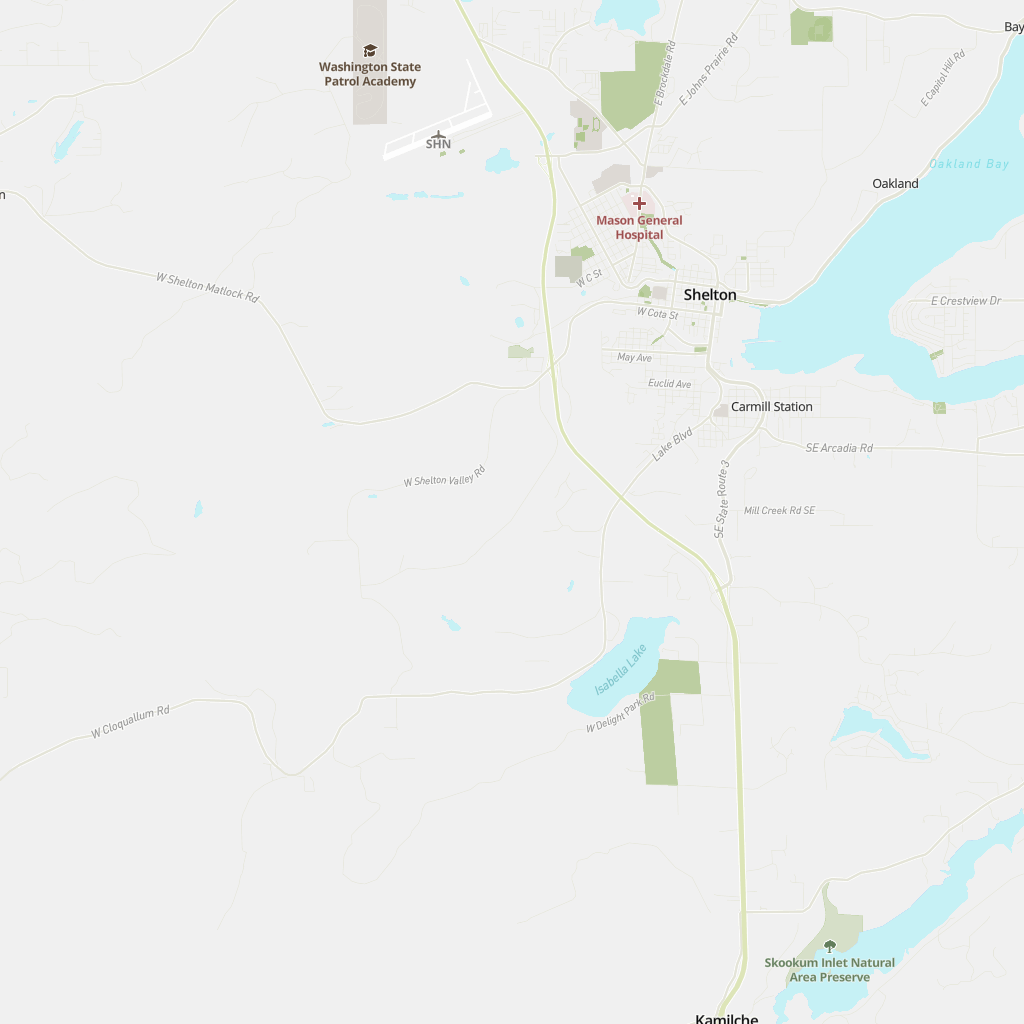 Bay
Washington State
Patrol Academy
E Brockdale Rd
E Johns Prairie Rd
E Capitol Hill Rd
SHN
Oakland Bay
Oakland
n
Mason General
Hospital
W Shelton Matlock Rd
W C St
Shelton
E Crestview Dr
W Cota St
May Ave
Euclid Ave
Carmill Station
Lake Blvd
SE Arcadia Rd
W Shelton Valley Rd
SE State Route 3
Mill Creek Rd SE
Isabella Lake
W Delight Park Rd
W Cloquallum Rd
Skookum Inlet Natural
Area Preserve
Kamilche